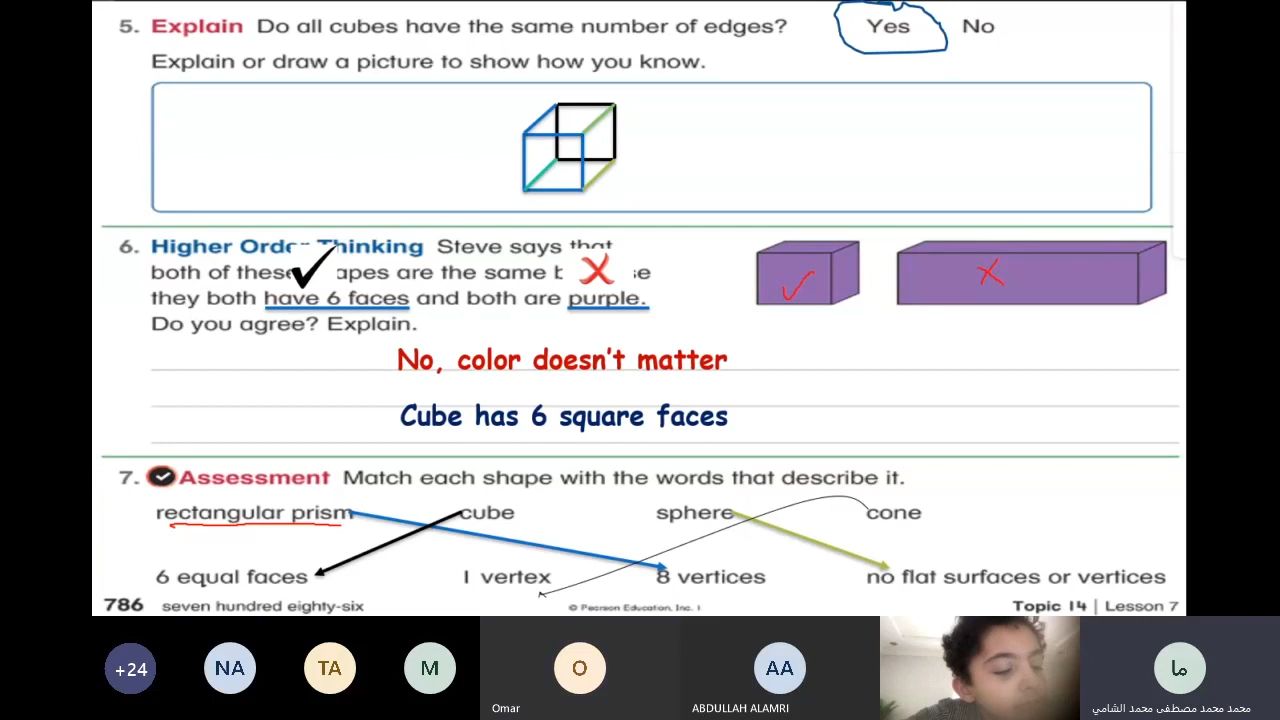 5. Explain Do all cubes have the same number of edges? Yes No
Explain or draw a picture to show how you know.
6. Higher Order Thinking Steve says that
both of these apes are the same b se
they both have 6 faces and both are purple.
Do you agree? Explain.
No, color doesn't matter
Cube has 6 square faces
7. Assessment Match each shape with the words that describe it.
rectangular prism cube sphere cone
6 equal faces 1 vertex 8 vertices no flat surfaces or vertices
786 seven hundred eighty-six © Pearson Education, Inc. 1 Topic 14 | Lesson 7
+24 NA TA M O AA ما
Omar ABDULLAH ALAMRI محمد محمد مصطفى محمد الشامي